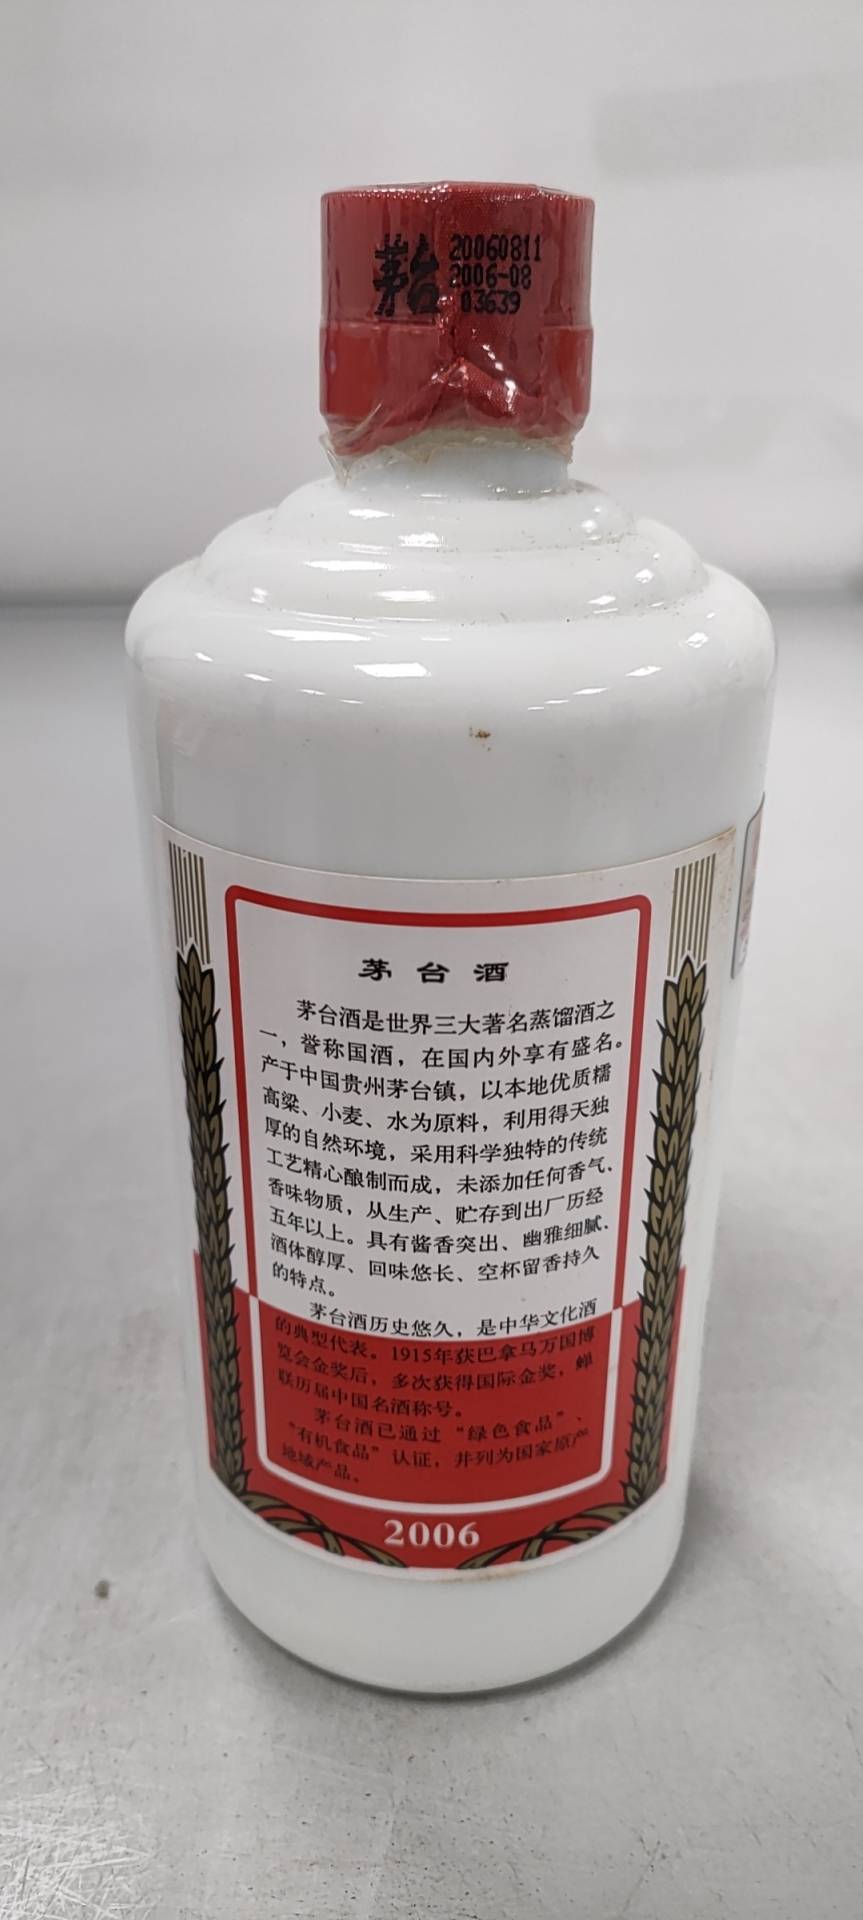 茅台
20060811
2006-08
03639
茅台酒
茅台酒是世界三大著名蒸馏酒之
一，誉称国酒，在国内外享有盛名。
产于中国贵州茅台镇，以本地优质糯
高粱、小麦、水为原料，利用得天独
厚的自然环境，采用科学独特的传统
工艺精心酿制而成，未添加任何香气、
香味物质，从生产、贮存到出厂历经
五年以上。具有酱香突出、幽雅细腻、
酒体醇厚、回味悠长、空杯留香持久
的特点。
茅台酒历史悠久，是中华文化酒
的典型代表。1915年获巴拿马万国博
览会金奖后，多次获得国际金奖，蝉
联历届中国名酒称号。
茅台酒已通过“绿色食品”、
“有机食品”认证，并列为国家原产
地域产品。
2006